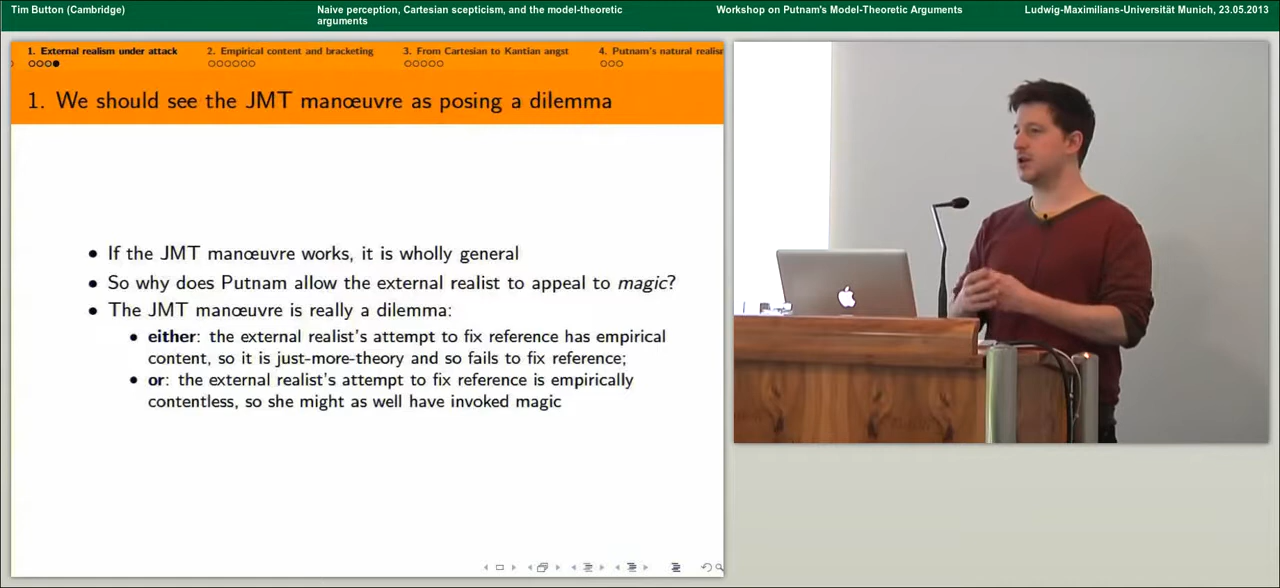 Tim Button (Cambridge)
Naive perception, Cartesian scepticism, and the model-theoretic
arguments
Workshop on Putnam's Model-Theoretic Arguments
Ludwig-Maximilians-Universität Munich, 23.05.2013
1. External realism under attack
2. Empirical content and bracketing
3. From Cartesian to Kantian angst
4. Putnam's natural realism
1. We should see the JMT manœuvre as posing a dilemma
• If the JMT manœuvre works, it is wholly general
• So why does Putnam allow the external realist to appeal to magic?
• The JMT manœuvre is really a dilemma:
• either: the external realist's attempt to fix reference has empirical
content, so it is just-more-theory and so fails to fix reference;
• or: the external realist's attempt to fix reference is empirically
contentless, so she might as well have invoked magic